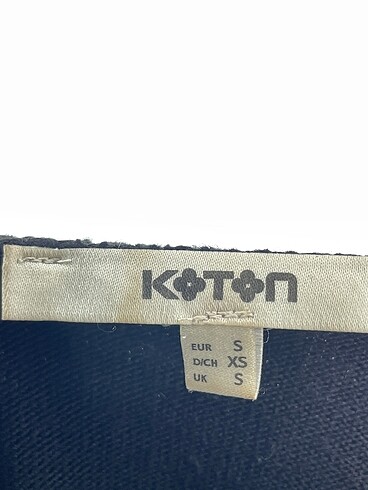 KOTON
EUR S
D/CH XS
UK S